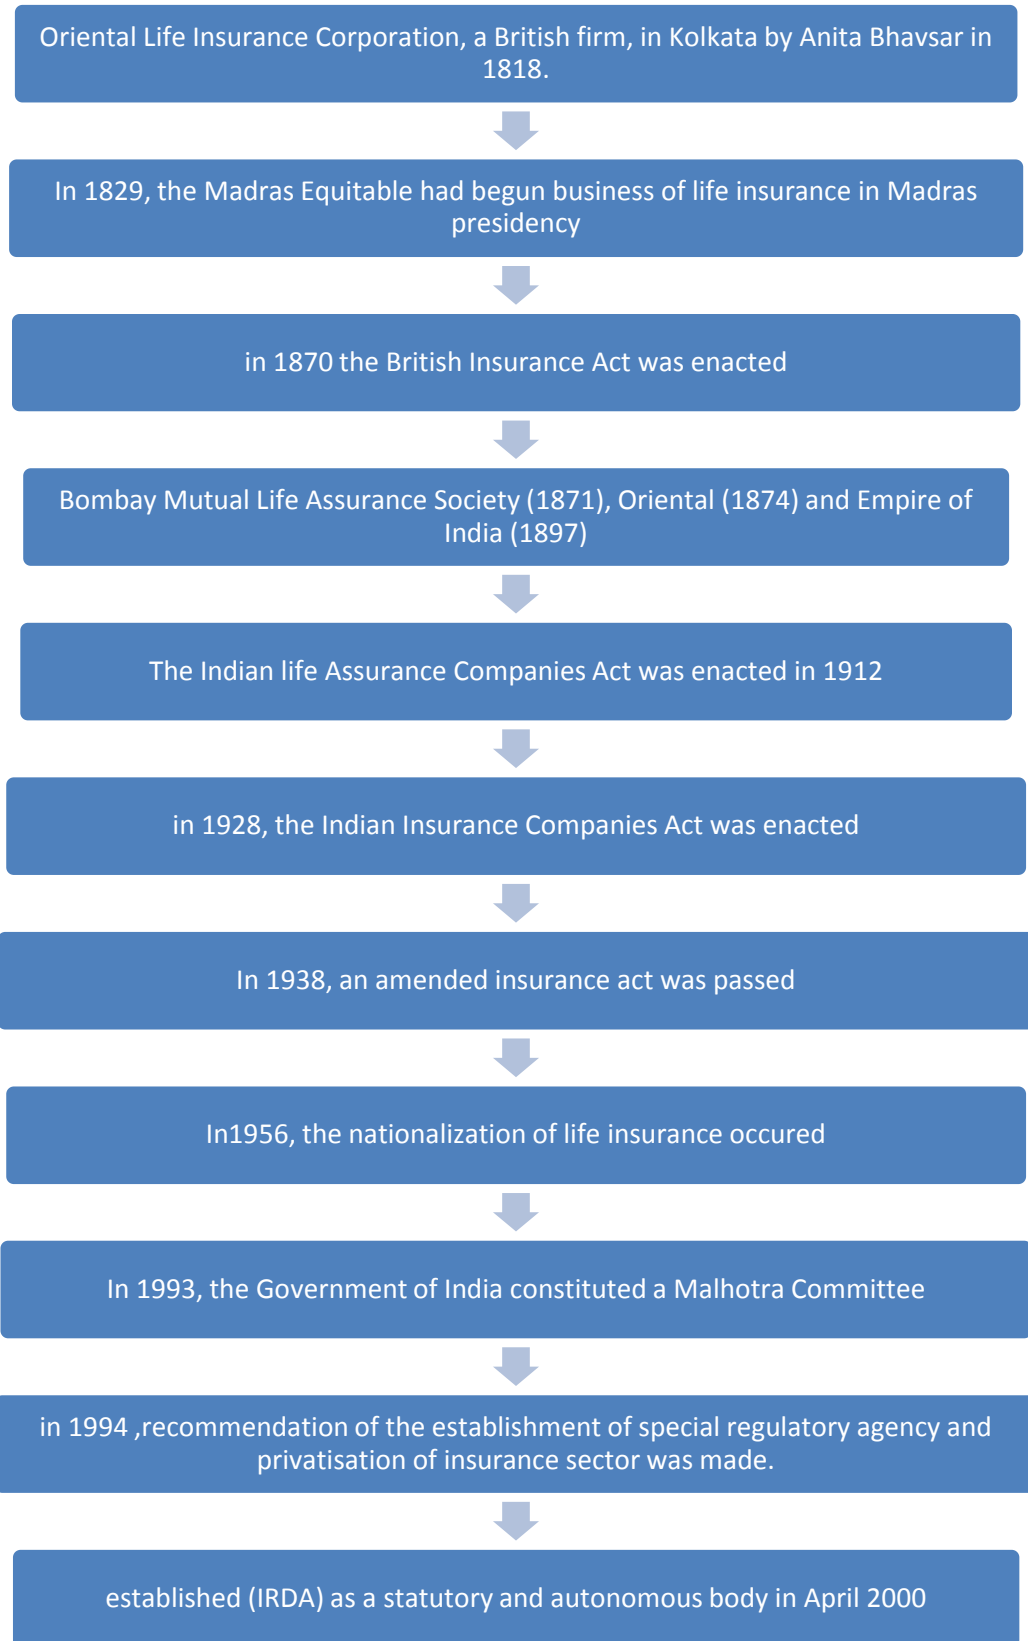 Oriental Life Insurance Corporation, a British firm, in Kolkata by Anita Bhavsar in
1818.
In 1829, the Madras Equitable had begun business of life insurance in Madras
presidency
in 1870 the British Insurance Act was enacted
Bombay Mutual Life Assurance Society (1871), Oriental (1874) and Empire of
India (1897)
The Indian life Assurance Companies Act was enacted in 1912
in 1928, the Indian Insurance Companies Act was enacted
In 1938, an amended insurance act was passed
In1956, the nationalization of life insurance occured
In 1993, the Government of India constituted a Malhotra Committee
in 1994 ,recommendation of the establishment of special regulatory agency and
privatisation of insurance sector was made.
established (IRDA) as a statutory and autonomous body in April 2000